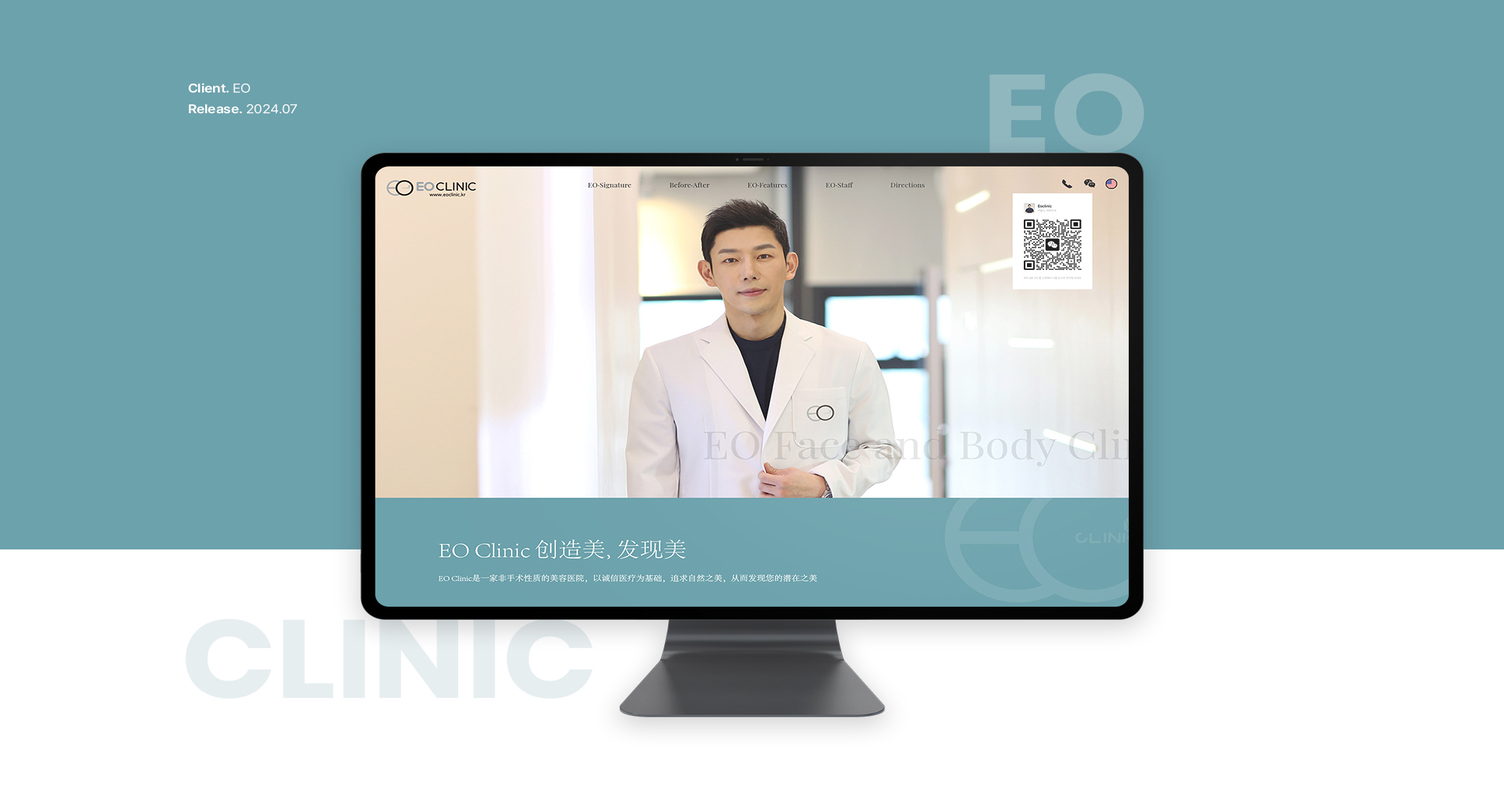 Client. EO
Release. 2024.07
EO
EO CLINIC
www.eoclinic.kr
EO-Signature
Before-After
EO-Features
EO-Staff
Directions
Eoclinic
EO
EO Face and Body Cli
EO Clinic 创造美, 发现美
EO Clinic是一家非手术性质的美容医院，以诚信医疗为基础，追求自然之美，从而发现您的潜在之美
CLINI
CLINIC